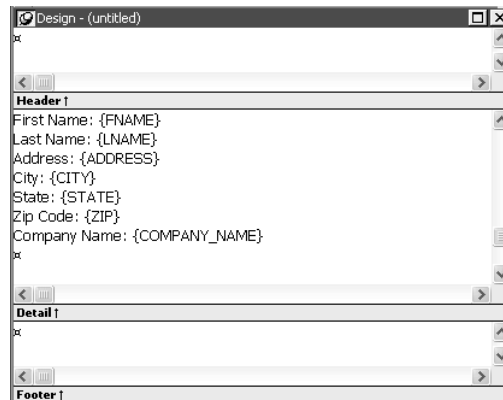 Design - (untitled)
¤
Header ↑
First Name: {FNAME}
Last Name: {LNAME}
Address: {ADDRESS}
City: {CITY}
State: {STATE}
Zip Code: {ZIP}
Company Name: {COMPANY_NAME}
¤
Detail ↑
¤
Footer ↑